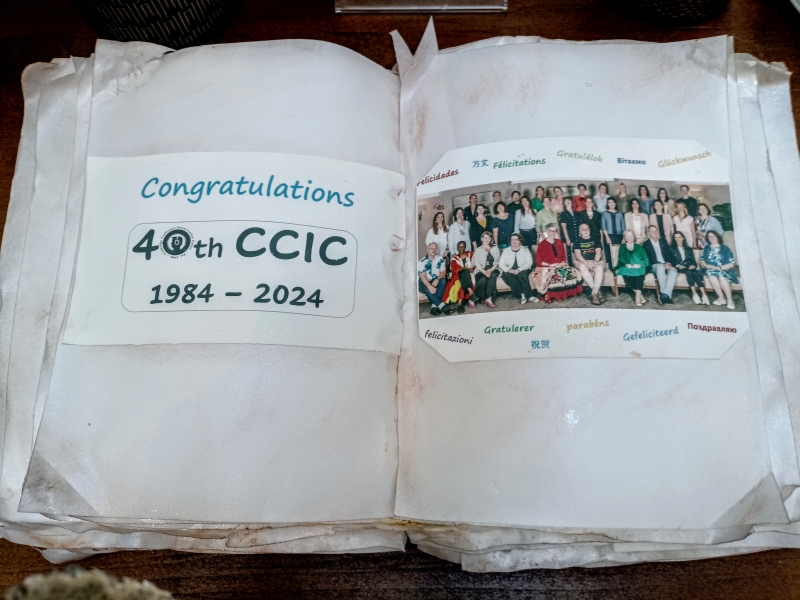 Congratulations
40th CCIC
1984 – 2024
Felicidades
万丈
Félicitations
Gratulálok
Вітаємо
Glückwunsch
felicitazioni
Gratulerer
祝贺
parabéns
Gefeliciteerd
Поздравляю